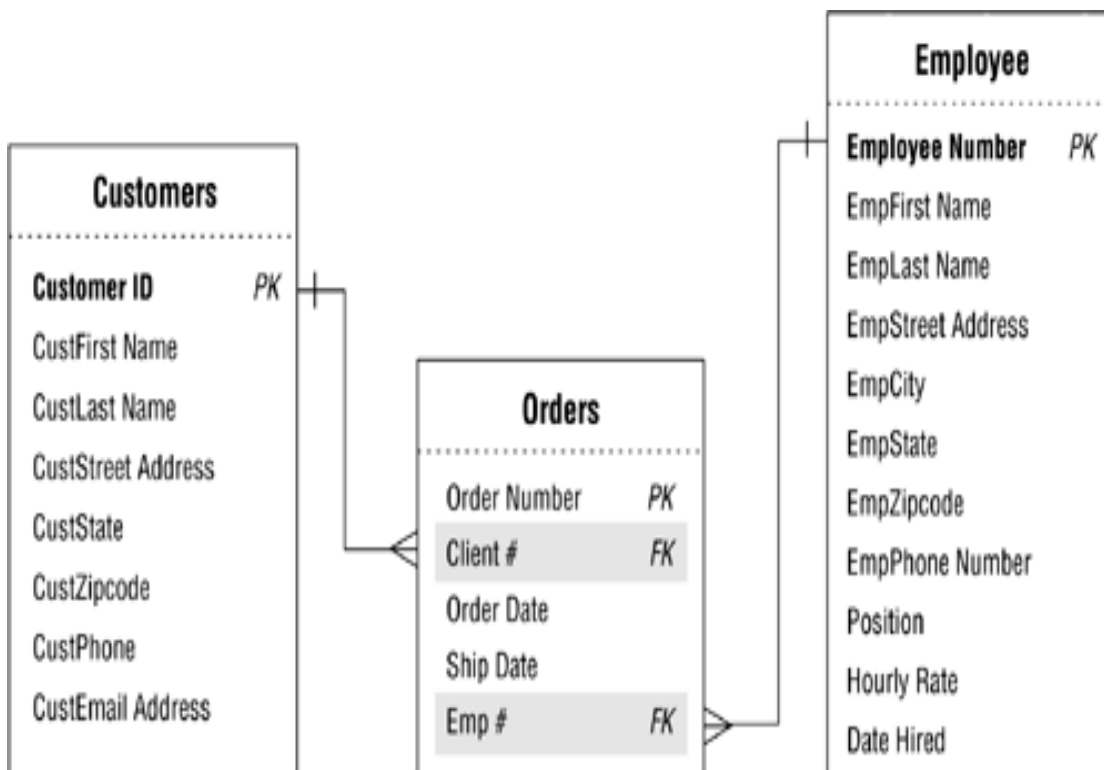 Customers
Customer ID PK
CustFirst Name
CustLast Name
CustStreet Address
CustState
CustZipcode
CustPhone
CustEmail Address
Orders
Order Number PK
Client # FK
Order Date
Ship Date
Emp # FK
Employee
Employee Number PK
EmpFirst Name
EmpLast Name
EmpStreet Address
EmpCity
EmpState
EmpZipcode
EmpPhone Number
Position
Hourly Rate
Date Hired